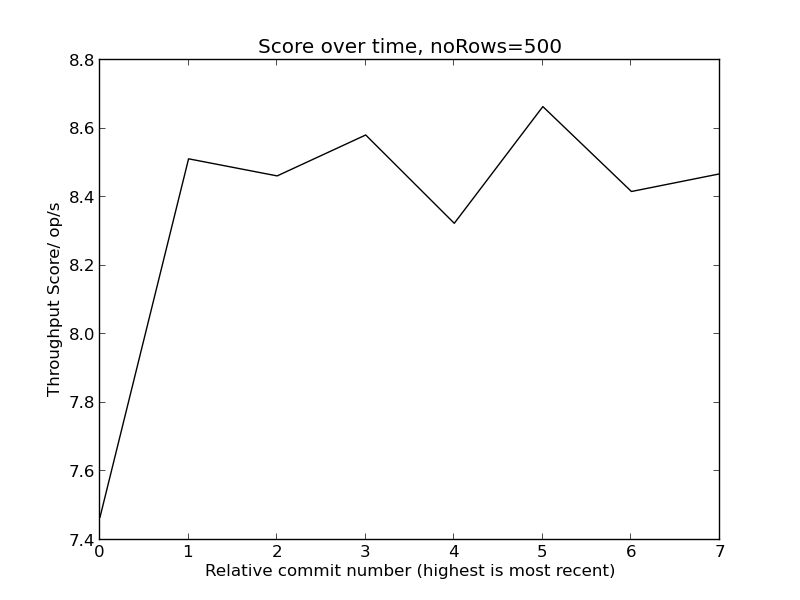 Score over time, noRows=500
8.8
8.6
8.4
8.2
8.0
7.8
7.6
7.4
Throughput Score/ op/s
0 1 2 3 4 5 6 7
Relative commit number (highest is most recent)